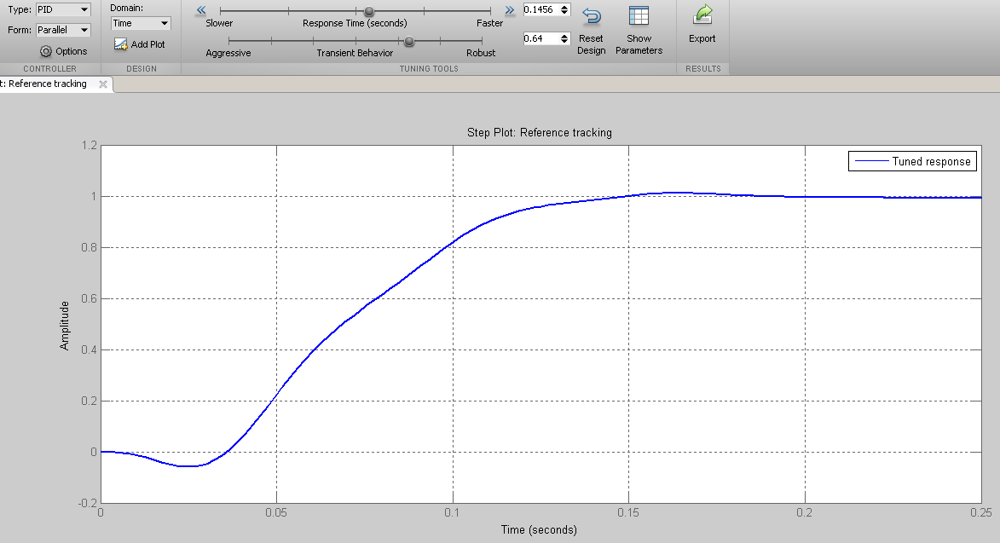 Type: PID
Form: Parallel
Options
CONTROLLER
Domain:
Time
Add Plot
DESIGN
Slower
Response Time (seconds)
Faster
0.1456
Aggressive
Transient Behavior
Robust
0.64
Reset
Design
Show
Parameters
TUNING TOOLS
Export
RESULTS
t: Reference tracking
Step Plot: Reference tracking
Tuned response
1.2
1
0.8
0.6
0.4
0.2
0
-0.2
Amplitude
0 0.05 0.1 0.15 0.2 0.25
Time (seconds)